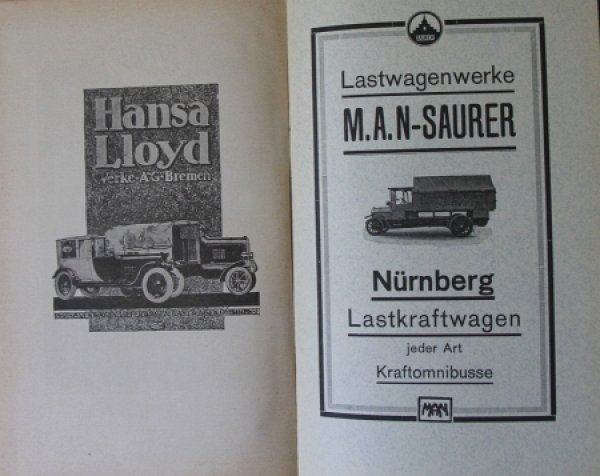 Hansa
Lloyd
Werke·A·G·Bremen
Lastwagenwerke
M.A.N-SAURER
Nürnberg
Lastkraftwagen
jeder Art
Kraftomnibusse
MAN